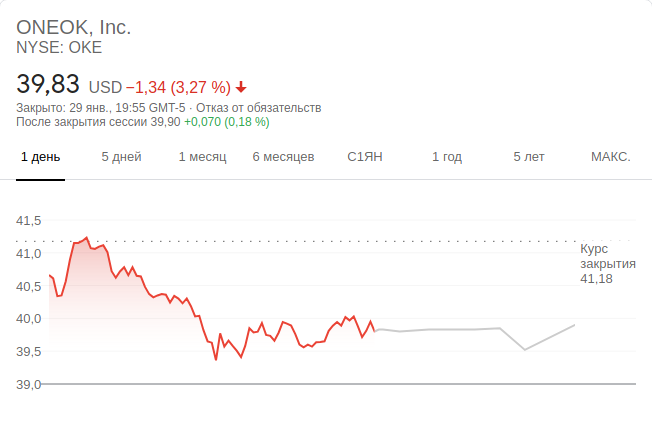 ONEOK, Inc.
NYSE: OKE
39,83 USD −1,34 (3,27 %)
Закрыто: 29 янв., 19:55 GMT-5 · Отказ от обязательств
После закрытия сессии 39,90 +0,070 (0,18 %)
1 день 5 дней 1 месяц 6 месяцев С1ЯН 1 год 5 лет МАКС.
41,5
41,0
40,5
40,0
39,5
39,0
Курс
закрытия
41,18